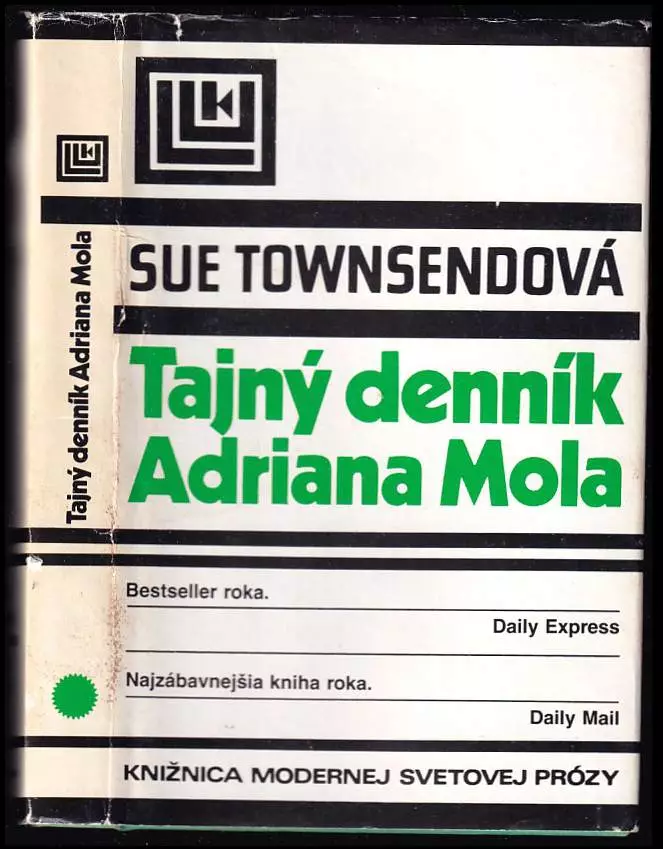 SUE TOWNSENDOVÁ
Tajný denník
Adriana Mola
Bestseller roka.
Daily Express
Najzábavnejšia kniha roka.
Daily Mail
KNIŽNICA MODERNEJ SVETOVEJ PRÓZY
Tajný denník Adriana Mola